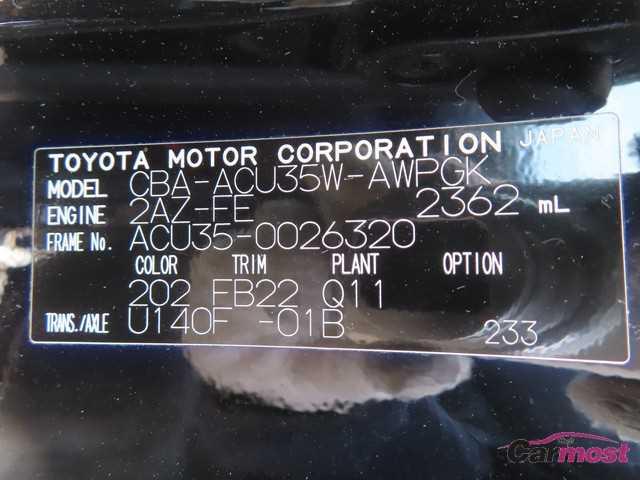 TOYOTA MOTOR CORPORATION JAPAN
MODEL CBA-ACU35W-AWPGK
ENGINE 2AZ-FE 2362 mL
FRAME No. ACU35-0026320
COLOR TRIM PLANT OPTION
202 FB22 Q11
TRANS./AXLE U140F -01B 233
Carmost